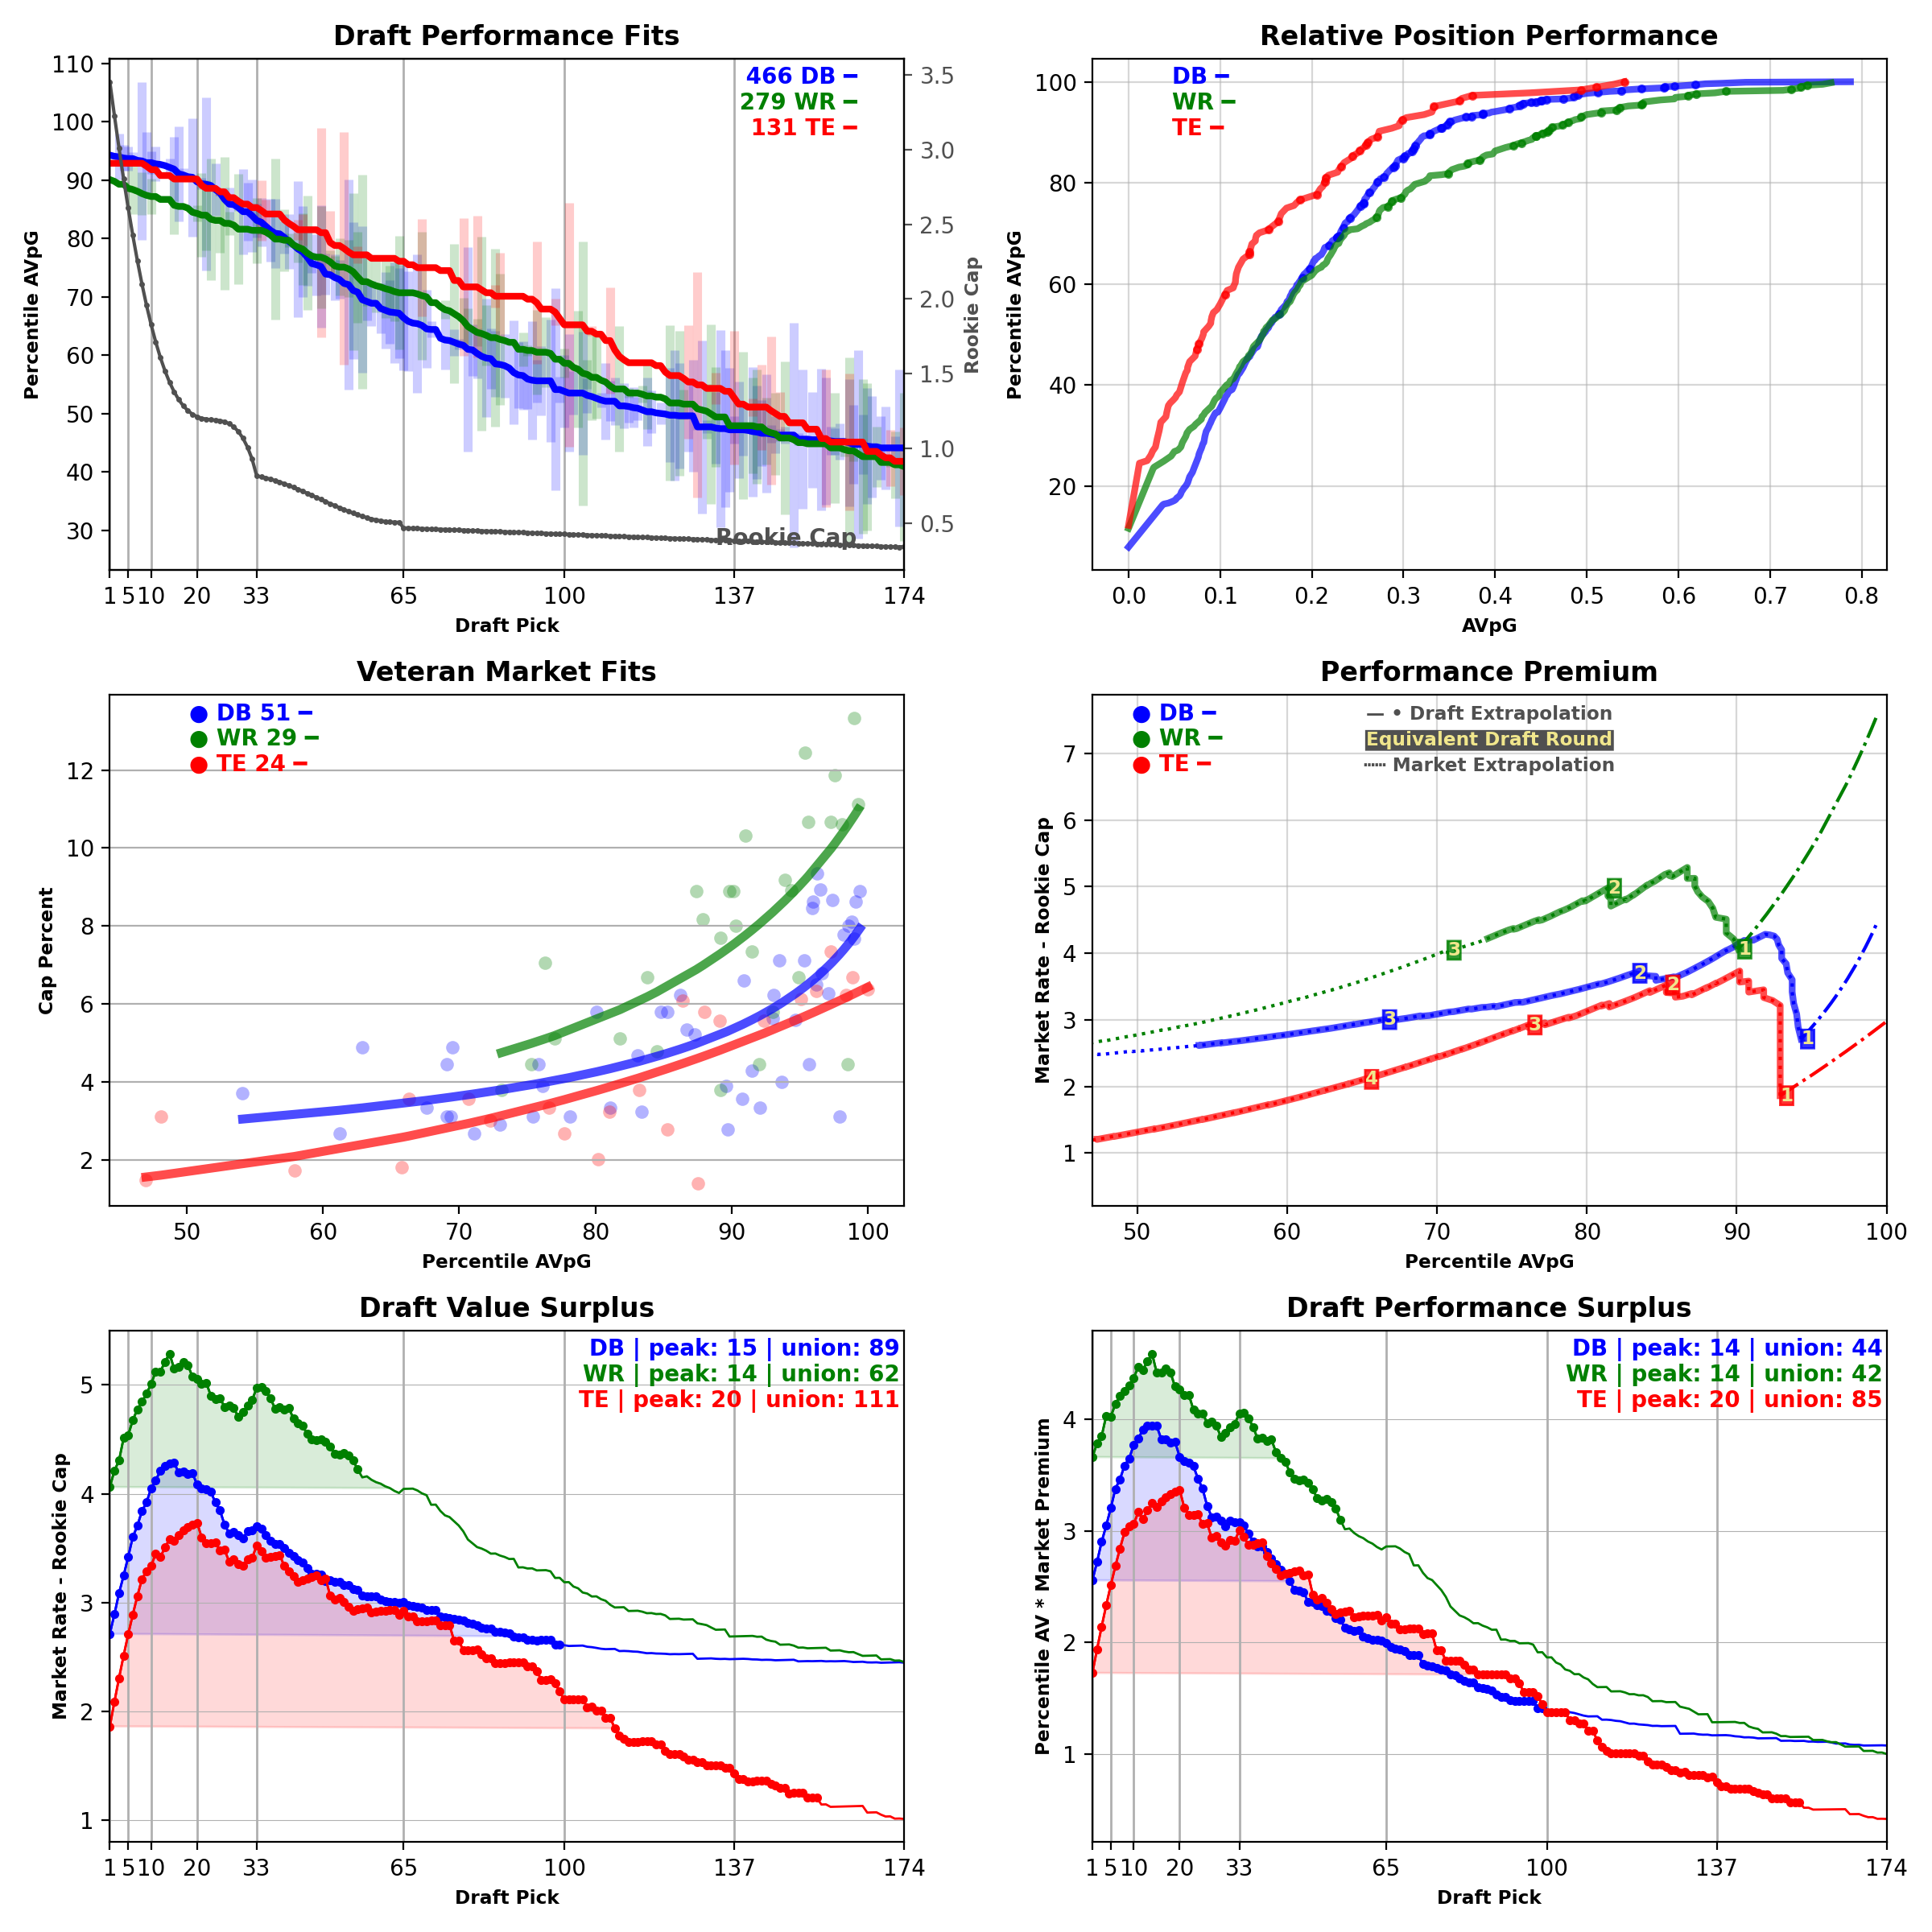 Draft Performance Fits
466 DB
279 WR
131 TE
110
100
90
80
70
60
50
40
30
Percentile AVpG
3.5
3.0
2.5
2.0
1.5
1.0
0.5
Rookie Cap
Rookie Cap
1 5 10 20 33 65 100 137 174
Draft Pick
Relative Position Performance
DB
WR
TE
100
80
60
40
20
Percentile AVpG
0.0 0.1 0.2 0.3 0.4 0.5 0.6 0.7 0.8
AVpG
Veteran Market Fits
DB 51
WR 29
TE 24
12
10
8
6
4
2
Cap Percent
50 60 70 80 90 100
Percentile AVpG
Performance Premium
DB
WR
TE
— • Draft Extrapolation
Equivalent Draft Round
Market Extrapolation
7
6
5
4
3
2
1
Market Rate - Rookie Cap
3 2 1
3 2 1
4 3 2 1
50 60 70 80 90 100
Percentile AVpG
Draft Value Surplus
DB | peak: 15 | union: 89
WR | peak: 14 | union: 62
TE | peak: 20 | union: 111
5
4
3
2
1
Market Rate - Rookie Cap
1 5 10 20 33 65 100 137 174
Draft Pick
Draft Performance Surplus
DB | peak: 14 | union: 44
WR | peak: 14 | union: 42
TE | peak: 20 | union: 85
4
3
2
1
Percentile AV * Market Premium
1 5 10 20 33 65 100 137 174
Draft Pick